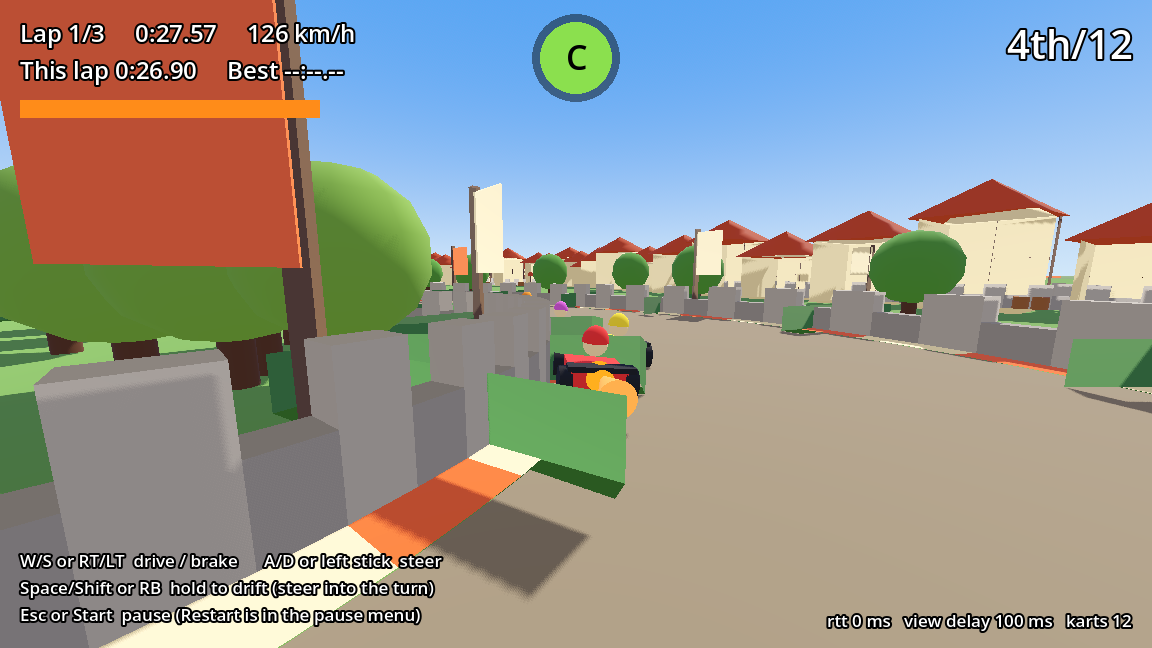 Lap 1/3 0:27.57 126 km/h
This lap 0:26.90 Best --:--.--
C
4th/12
W/S or RT/LT drive / brake A/D or left stick steer
Space/Shift or RB hold to drift (steer into the turn)
Esc or Start pause (Restart is in the pause menu)
rtt 0 ms view delay 100 ms karts 12